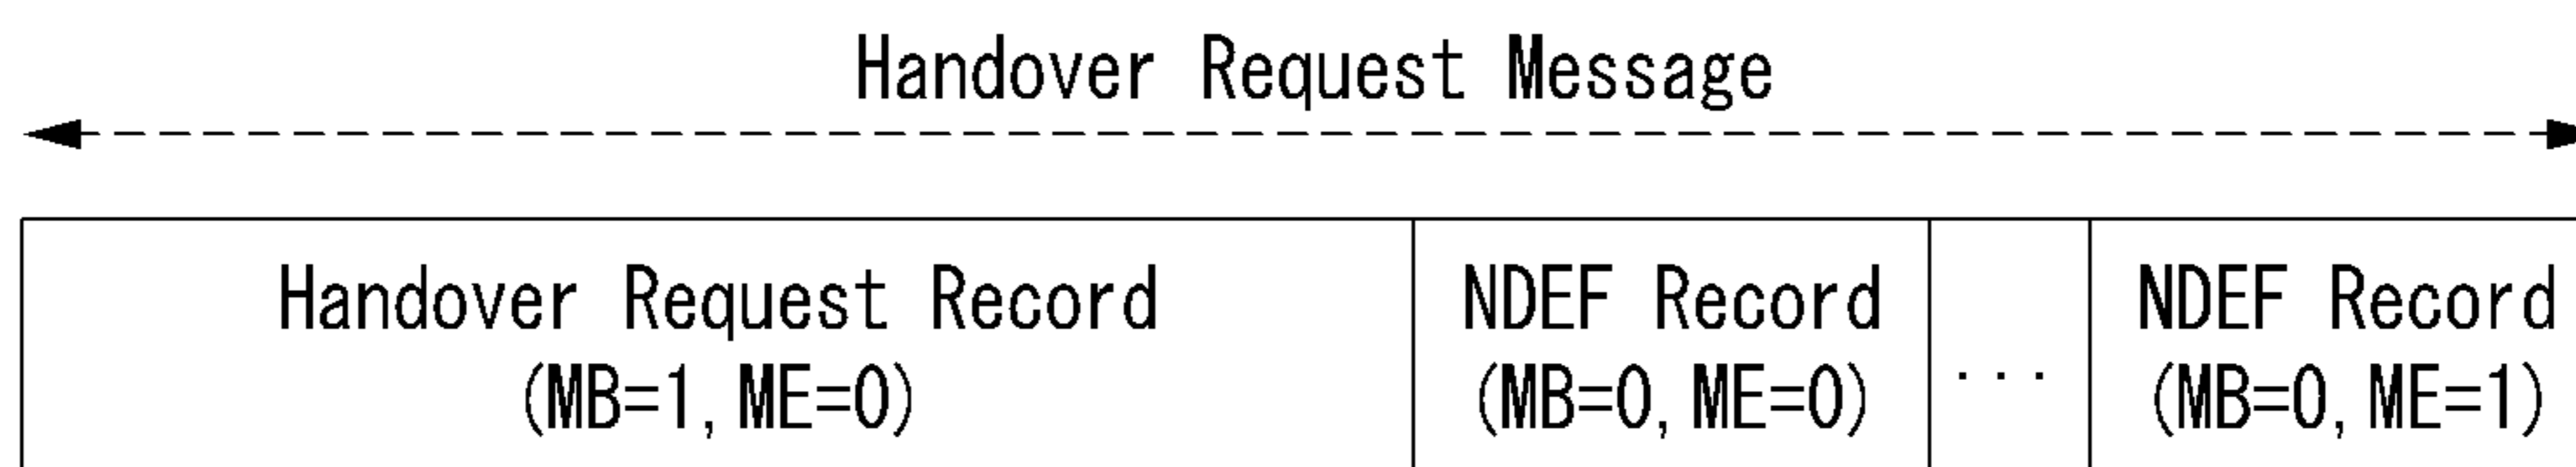 Handover Request Message
Handover Request Record NDEF Record NDEF Record
(MB=1, ME=0) (MB=0, ME=0) ... (MB=0, ME=1)